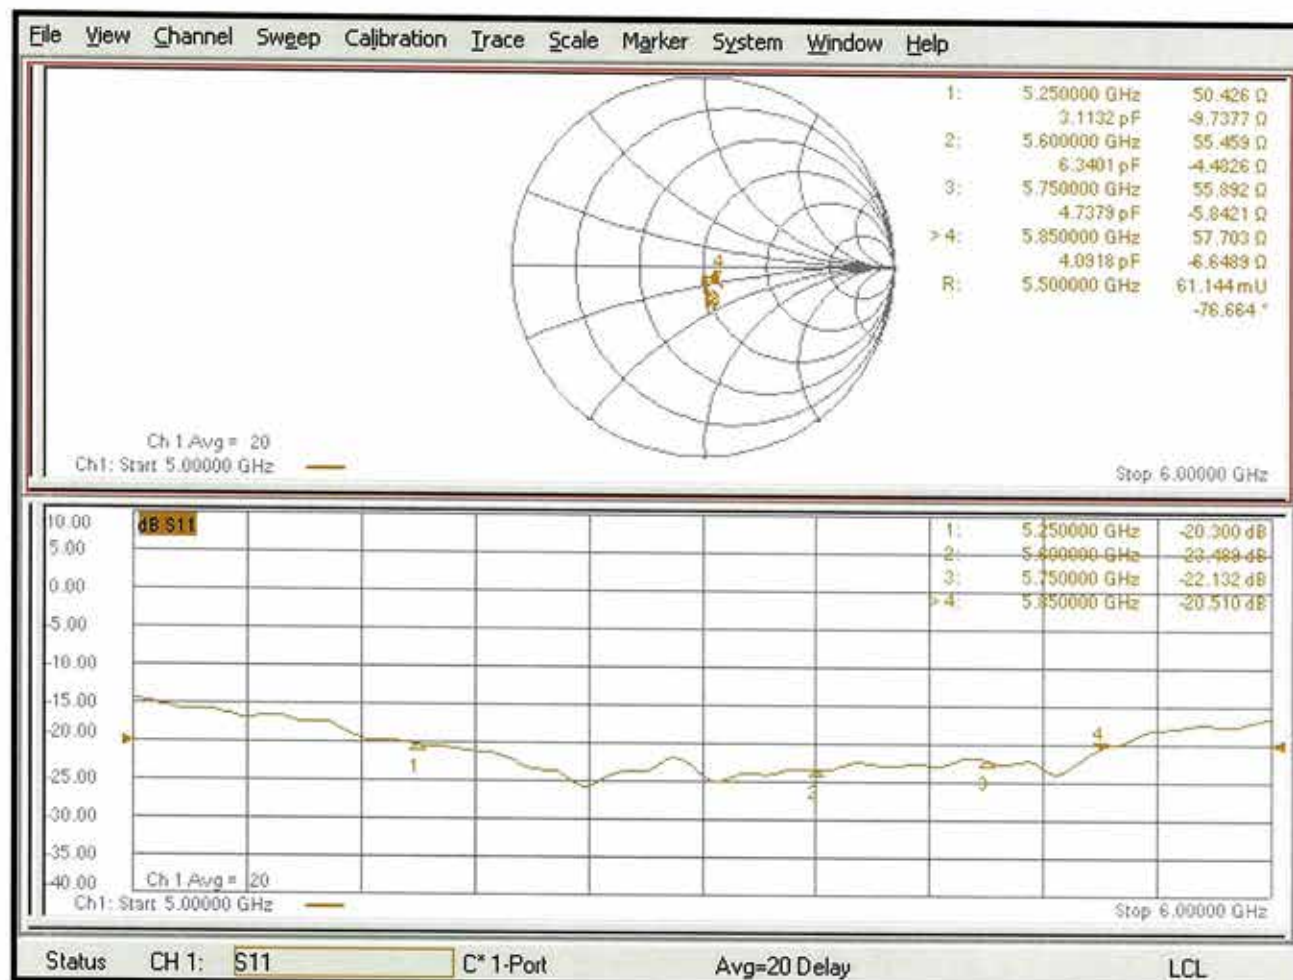 File View Channel Sweep Calibration Trace Scale Marker System Window Help
1: 5.250000 GHz 50.426 Ω
3.1132 pF -9.7377 Ω
2: 5.600000 GHz 55.459 Ω
6.3401 pF -4.4826 Ω
3: 5.750000 GHz 55.892 Ω
4.7379 pF -5.8421 Ω
> 4: 5.850000 GHz 57.703 Ω
4.0918 pF -6.6489 Ω
R: 5.500000 GHz 61.144 mU
-76.664 °
4
Ch 1 Avg = 20
Ch1: Start 5.00000 GHz
Stop 6.00000 GHz
10.00
dB S11
5.00
0.00
-5.00
-10.00
-15.00
-20.00
-25.00
-30.00
-35.00
-40.00
1: 5.250000 GHz -20.300 dB
2: 5.600000 GHz -23.489 dB
3: 5.750000 GHz -22.132 dB
> 4: 5.850000 GHz -20.510 dB
1
2
3
4
Ch 1 Avg = 20
Ch1: Start 5.00000 GHz
Stop 6.00000 GHz
Status CH 1: S11 C* 1-Port Avg=20 Delay LCL